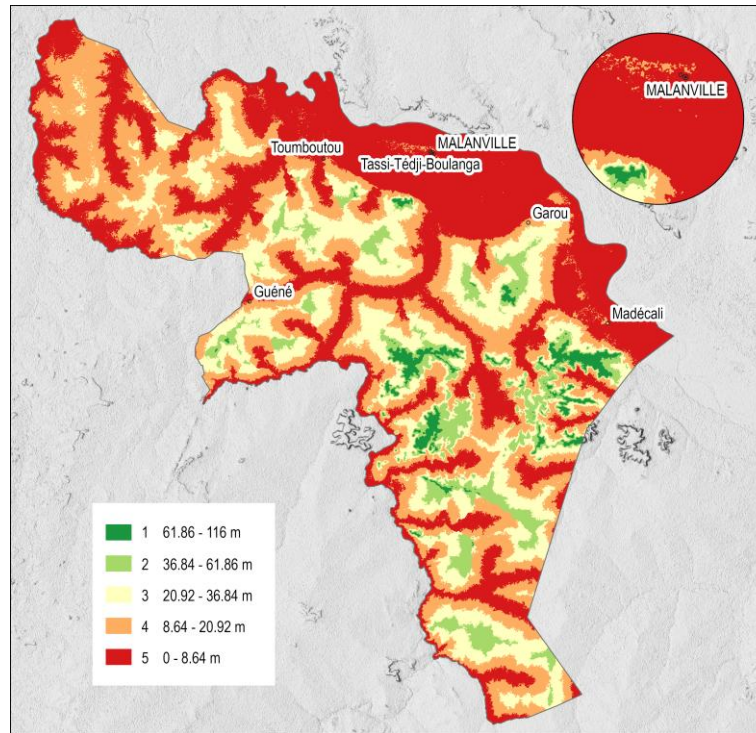 MALANVILLE
Toumboutou
MALANVILLE
Tassi-Tédji-Boulanga
Garou
Guéné
Madécali
1 61.86 - 116 m
2 36.84 - 61.86 m
3 20.92 - 36.84 m
4 8.64 - 20.92 m
5 0 - 8.64 m